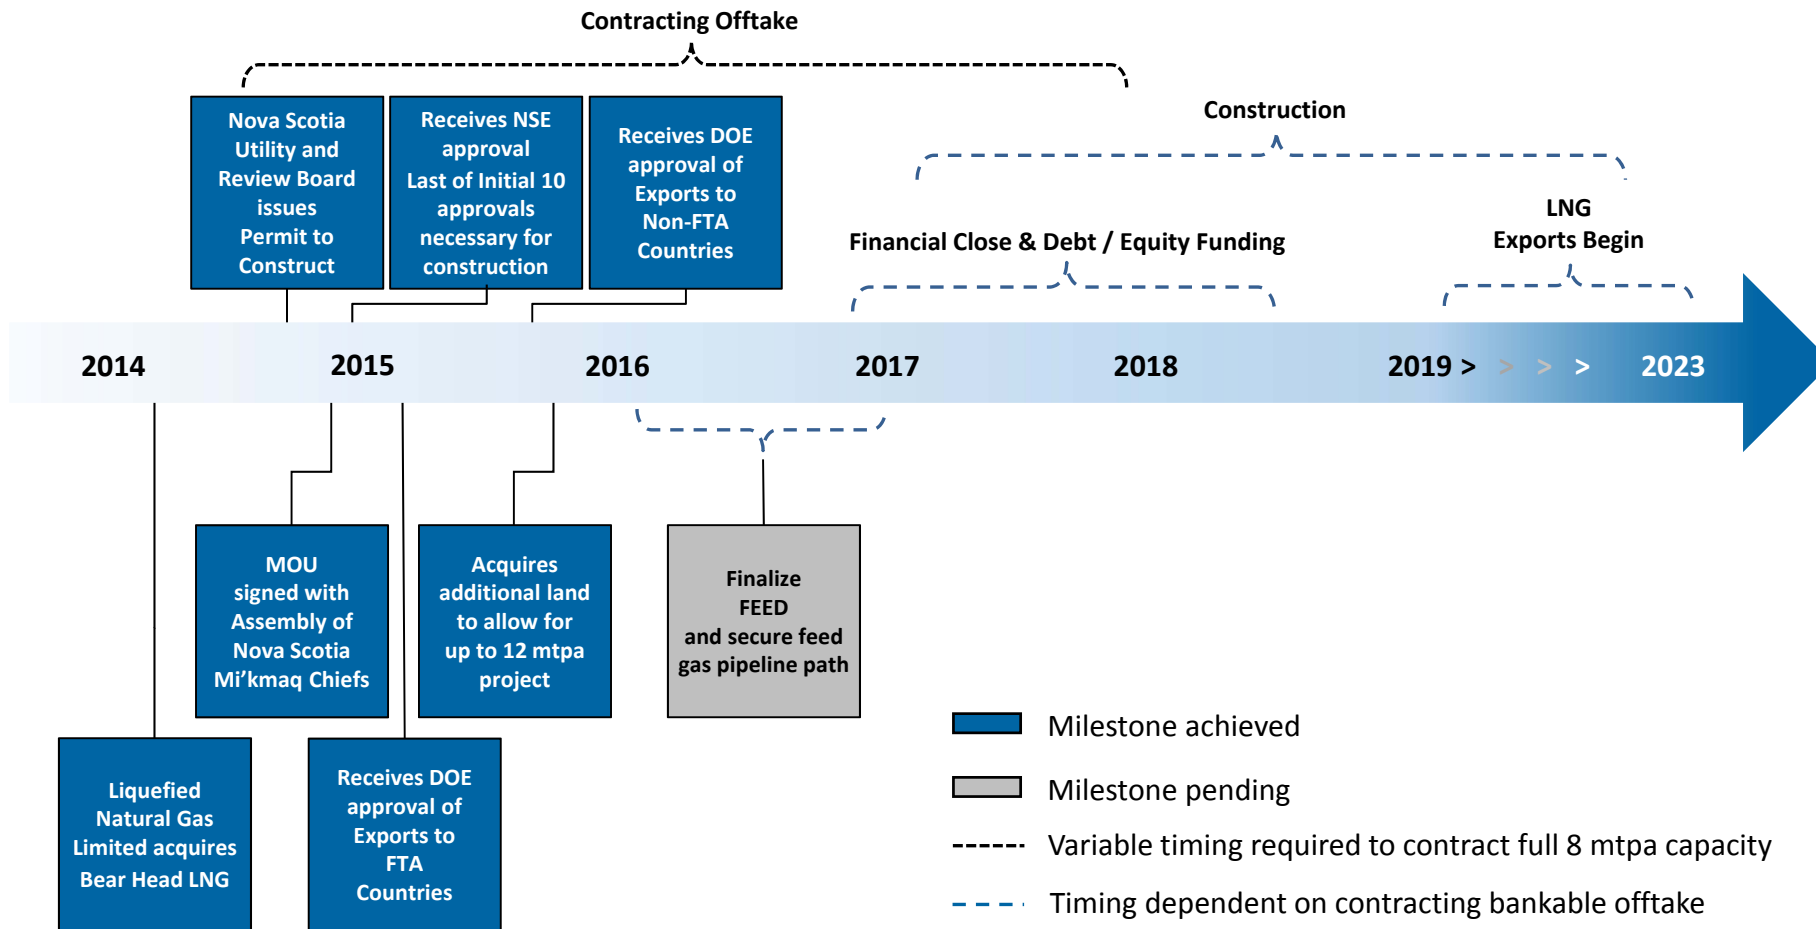 Contracting Offtake
Nova Scotia
Utility and
Review Board
issues
Permit to
Construct
Receives NSE
approval
Last of Initial 10
approvals
necessary for
construction
Receives DOE
approval of
Exports to
Non-FTA
Countries
Construction
Financial Close & Debt / Equity Funding
LNG
Exports Begin
2014 2015 2016 2017 2018 2019 > > > > 2023
MOU
signed with
Assembly of
Nova Scotia
Mi’kmaq Chiefs
Acquires
additional land
to allow for
up to 12 mtpa
project
Finalize
FEED
and secure feed
gas pipeline path
Liquefied
Natural Gas
Limited acquires
Bear Head LNG
Receives DOE
approval of
Exports to
FTA
Countries
Milestone achieved
Milestone pending
Variable timing required to contract full 8 mtpa capacity
Timing dependent on contracting bankable offtake